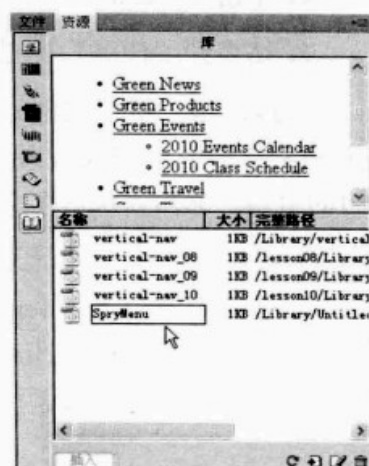 文件 资源
库
• Green News
• Green Products
• Green Events
◦ 2010 Events Calendar
◦ 2010 Class Schedule
• Green Travel
名称 大小 完整路径
vertical-nav 1KB /Library/vertical
vertical-nav_08 1KB /lesson08/Library
vertical-nav_09 1KB /lesson09/Library
vertical-nav_10 1KB /lesson10/Library
SpryMenu 1KB /Library/Untitle
插入